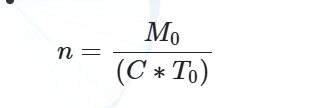 n = M₀ / (C * T₀)